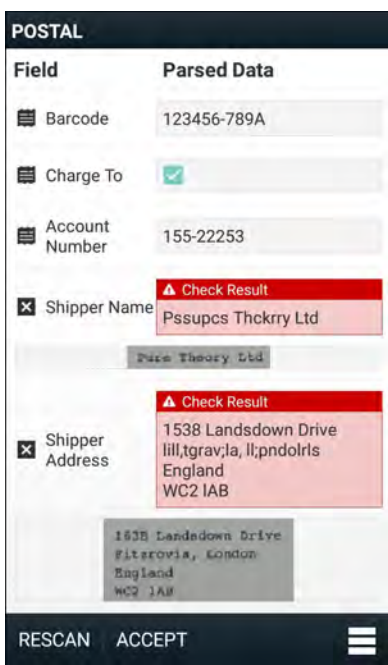 POSTAL
Field Parsed Data
Barcode 123456-789A
Charge To
Account
Number 155-22253
Check Result
Shipper Name Pssupcs Thckrry Ltd
Pure Theory Ltd
Check Result
Shipper
Address
1538 Landsdown Drive
lill,tgrav;la, ll;pndolrls
England
WC2 IAB
163B Landsdown Drive
Fitzrovia, London
England
WC2 1AB
RESCAN ACCEPT